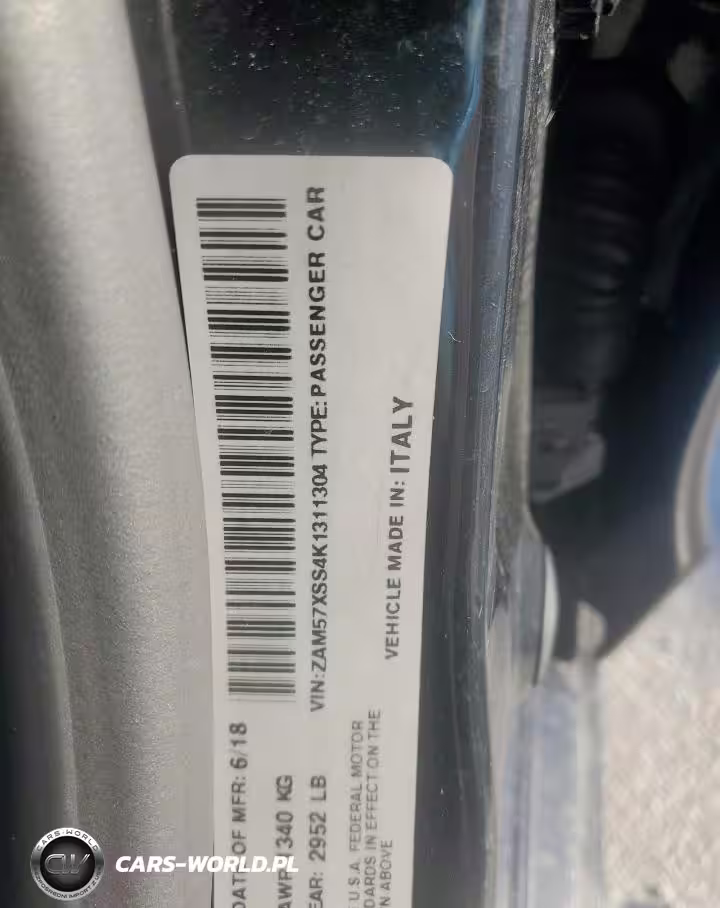 DATE OF MFR: 6/18
1340 KG
2952 LB
VIN:ZAM57XSS4K1311304 TYPE:PASSENGER CAR
U.S.A. FEDERAL MOTOR
IN EFFECT ON THE
ABOVE
VEHICLE MADE IN: ITALY
CARS-WORLD.PL